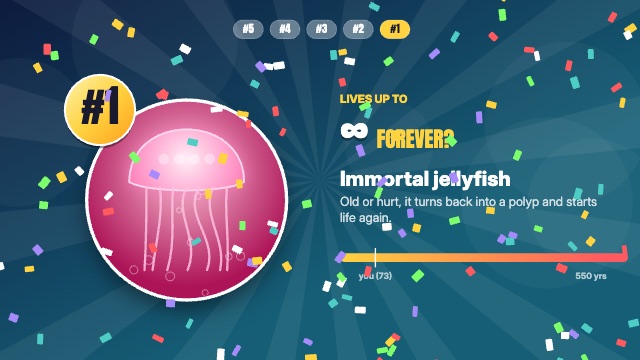 #5 #4 #3 #2 #1
#1
LIVES UP TO
∞ FOREVER?
Immortal jellyfish
Old or hurt, it turns back into a polyp and starts
life again.
you (73) 550 yrs